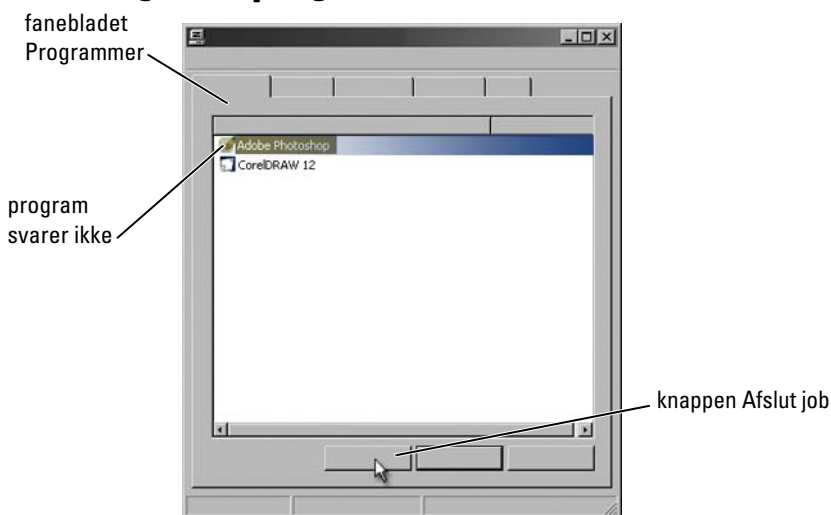 fanebladet
Programmer
Adobe Photoshop
CorelDRAW 12
program
svarer ikke
knappen Afslut job